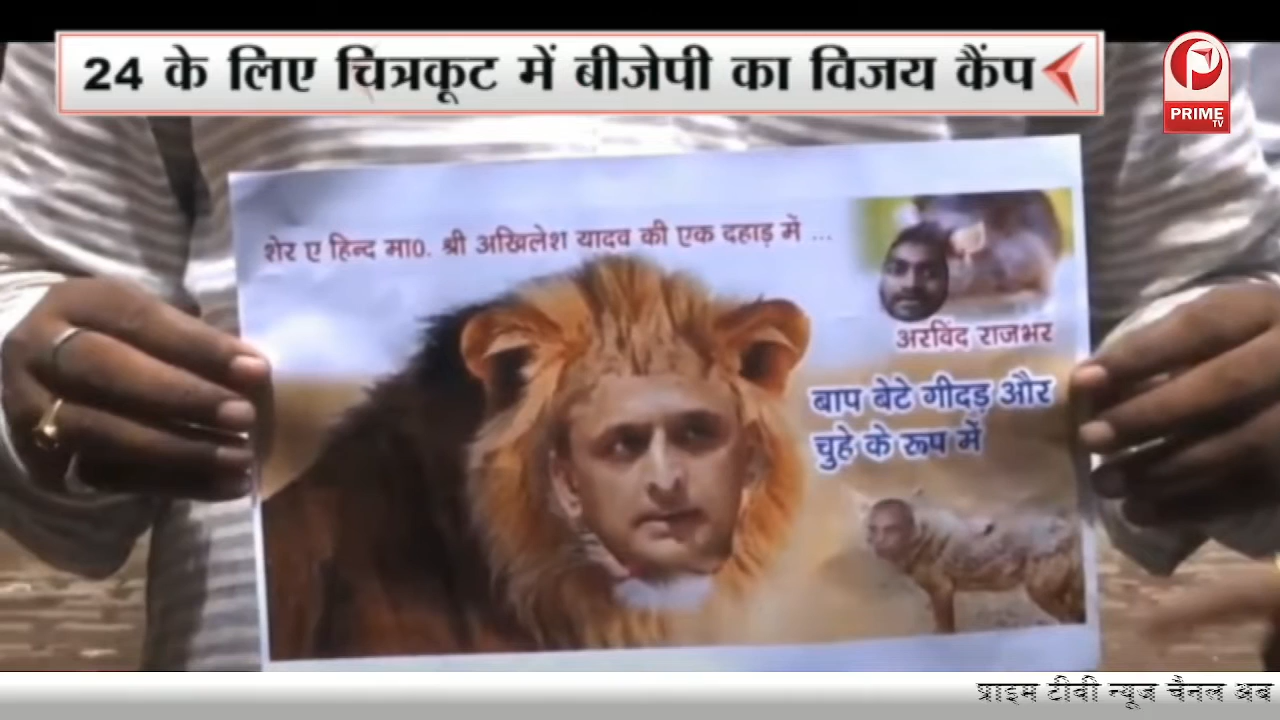 24 के लिए चित्रकूट में बीजेपी का विजय कैंप
PRIME
TV
शेर ए हिन्द मा0. श्री अखिलेश यादव की एक दहाड़ में ...
अरविंद राजभर
बाप बेटे गीदड़ और
चुहे के रूप में
प्राइम टीवी न्यूज चैनल अब